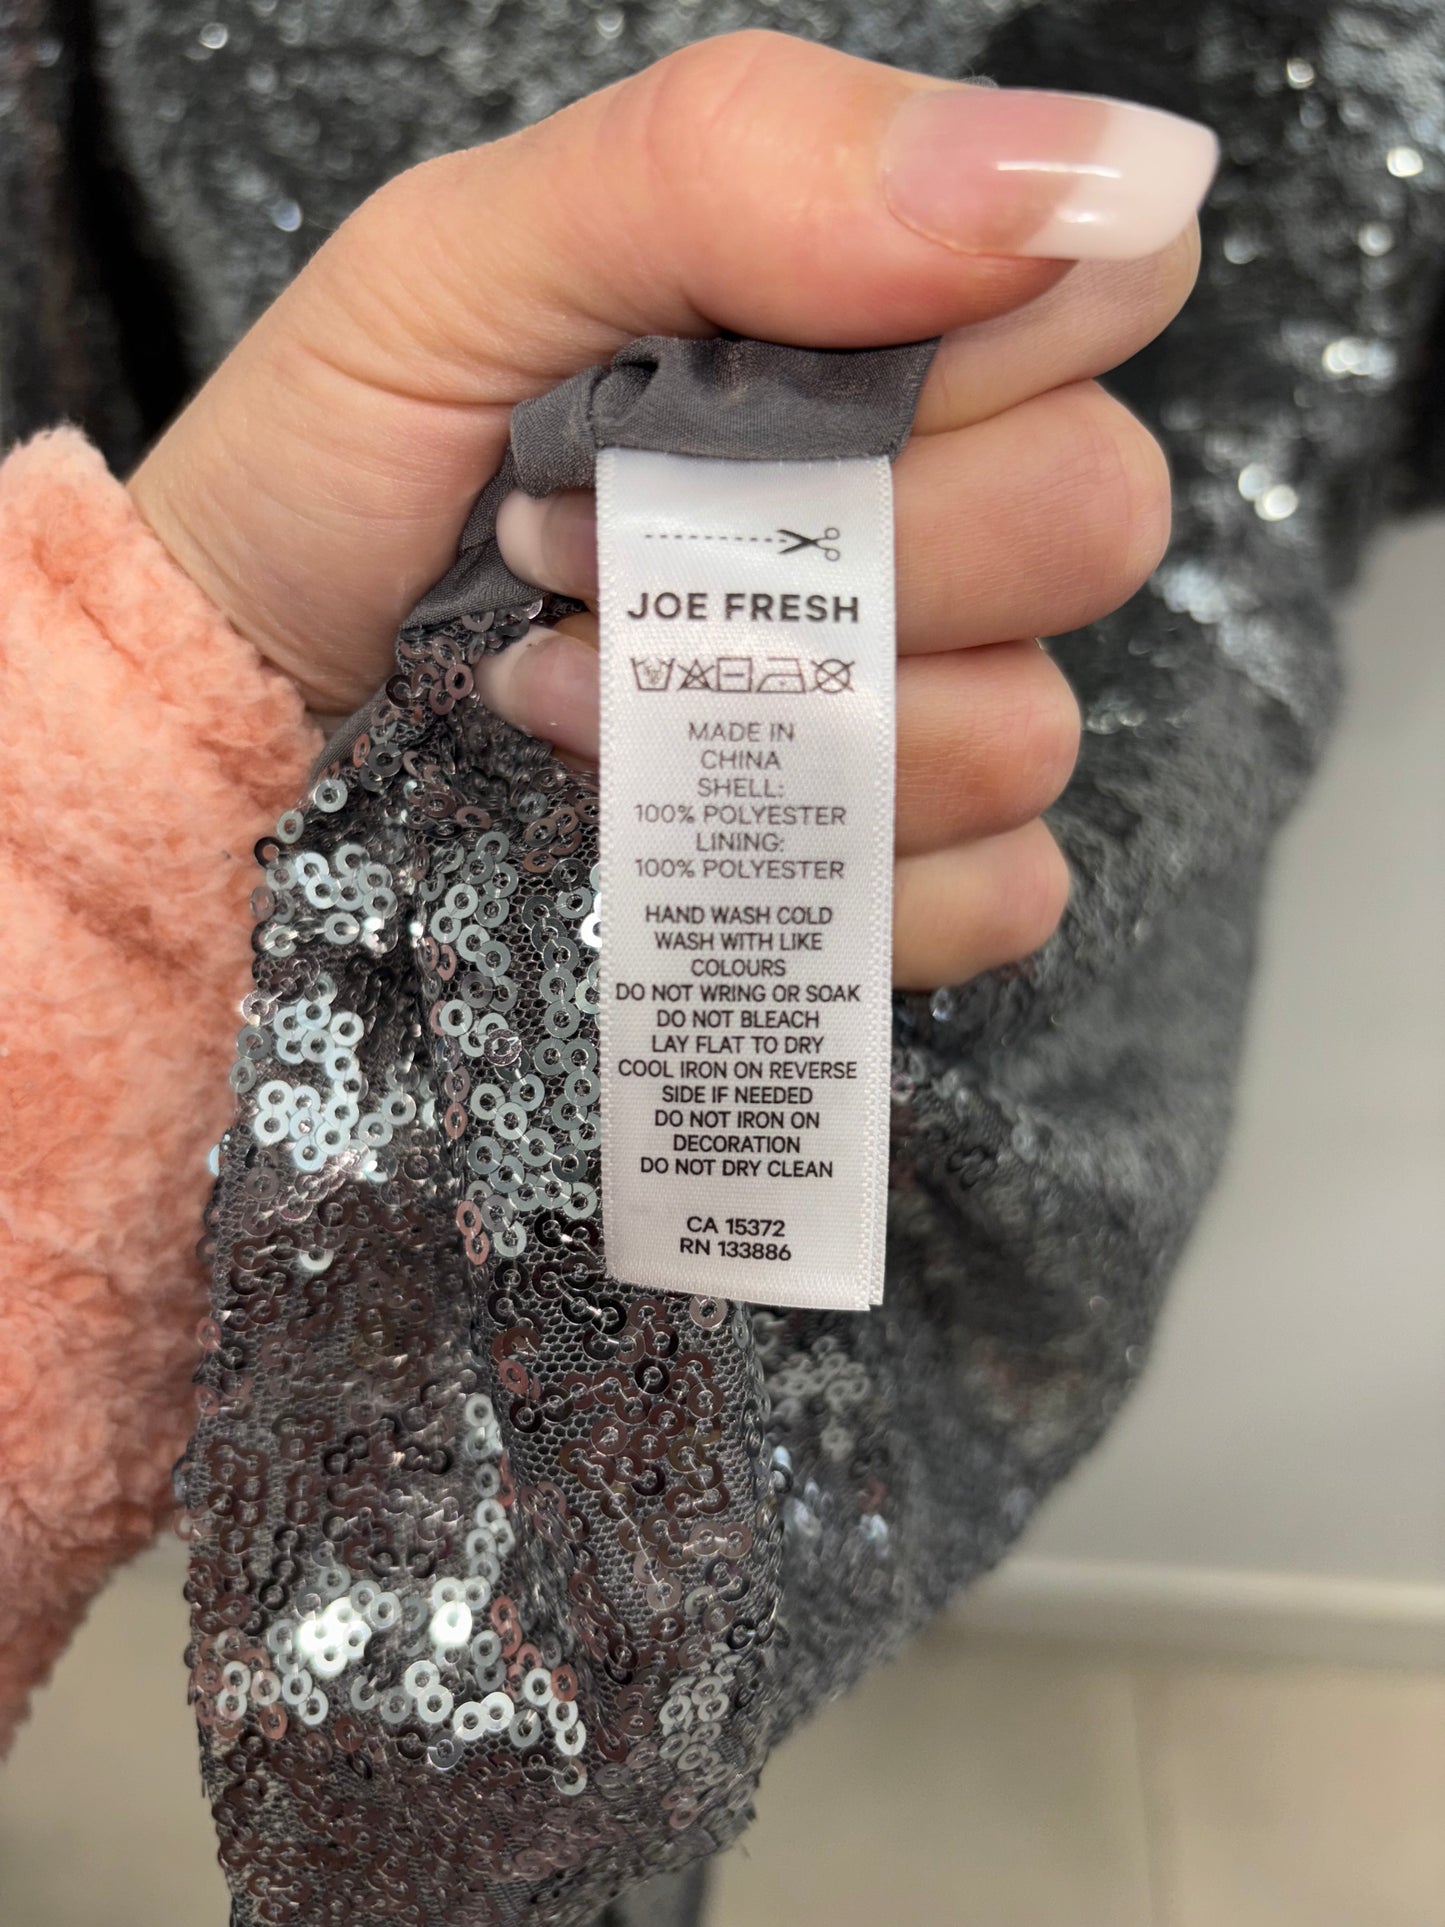 JOE FRESH
MADE IN
CHINA
SHELL:
100% POLYESTER
LINING:
100% POLYESTER
HAND WASH COLD
WASH WITH LIKE
COLOURS
DO NOT WRING OR SOAK
DO NOT BLEACH
LAY FLAT TO DRY
COOL IRON ON REVERSE
SIDE IF NEEDED
DO NOT IRON ON
DECORATION
DO NOT DRY CLEAN
CA 15372
RN 133886